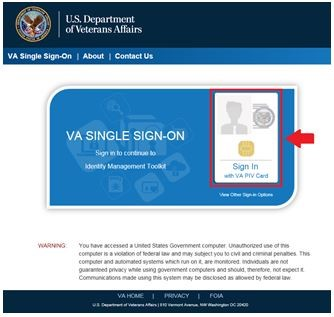 U.S. Department
of Veterans Affairs
VA Single Sign-On | About | Contact Us
VA SINGLE SIGN-ON
Sign in to continue to
Identity Management Toolkit
Sign In
with VA PIV Card
View Other Sign-In Options
WARNING: You have accessed a United States Government computer. Unauthorized use of this
computer is a violation of federal law and may subject you to civil and criminal penalties. This
computer and automated systems which run on it, are monitored. Individuals are not
guaranteed privacy while using government computers and should, therefore, not expect it.
Communications made using this system may be disclosed as allowed by federal law.
VA HOME | PRIVACY | FOIA
U.S. Department of Veterans Affairs | 810 Vermont Avenue, NW Washington DC 20420